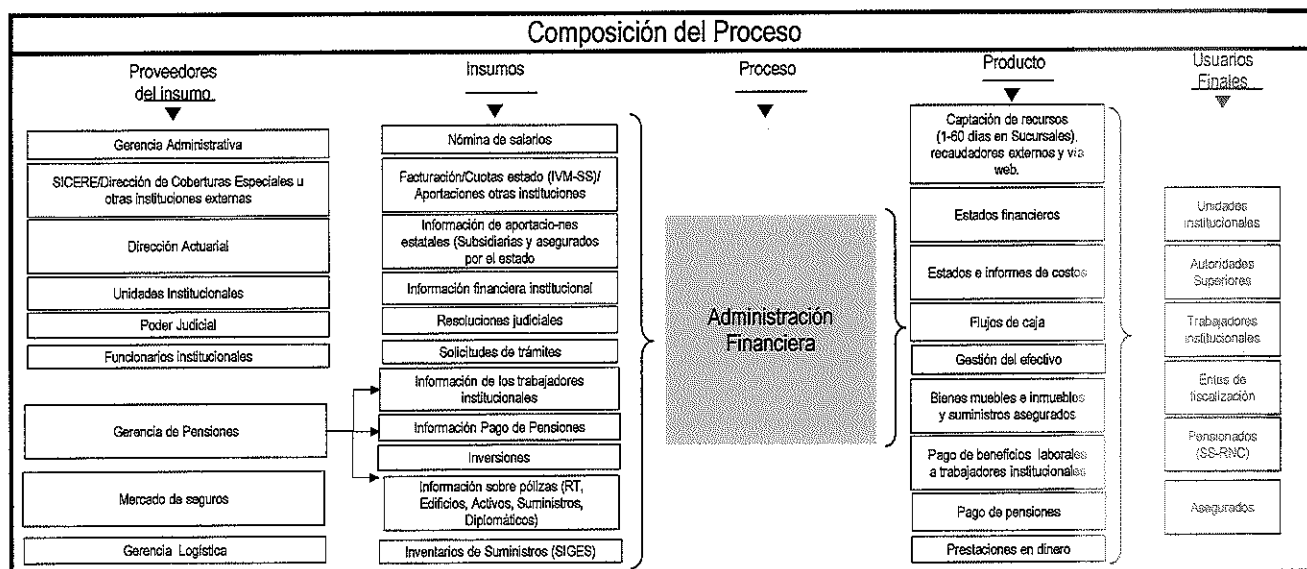 Composición del Proceso
Proveedores
del insumo
Insumos
Proceso
Producto
Usuarios
Finales
Gerencia Administrativa
SICERE/Dirección de Coberturas Especiales u
otras instituciones externas
Dirección Actuarial
Unidades Institucionales
Poder Judicial
Funcionarios institucionales
Gerencia de Pensiones
Mercado de seguros
Gerencia Logística
Nómina de salarios
Facturación/Cuotas estado (IVM-SS)/
Aportaciones otras instituciones
Información de aportacio-nes
estatales (Subsidiarias y asegurados
por el estado
Información financiera institucional
Resoluciones judiciales
Solicitudes de trámites
Información de los trabajadores
institucionales
Información Pago de Pensiones
Inversiones
Información sobre pólizas (RT,
Edificios, Activos, Suministros,
Diplomáticos)
Inventarios de Suministros (SIGES)
Administración
Financiera
Captación de recursos
(1-60 días en Sucursales),
recaudadores externos y vía
web.
Estados financieros
Estados e informes de costos
Flujos de caja
Gestión del efectivo
Bienes muebles e inmuebles
y suministros asegurados
Pago de beneficios laborales
a trabajadores institucionales
Pago de pensiones
Prestaciones en dinero
Unidades
institucionales
Autoridades
Superiores
Trabajadores
institucionales
Entes de
fiscalización
Pensionados
(SS-RNC)
Asegurados